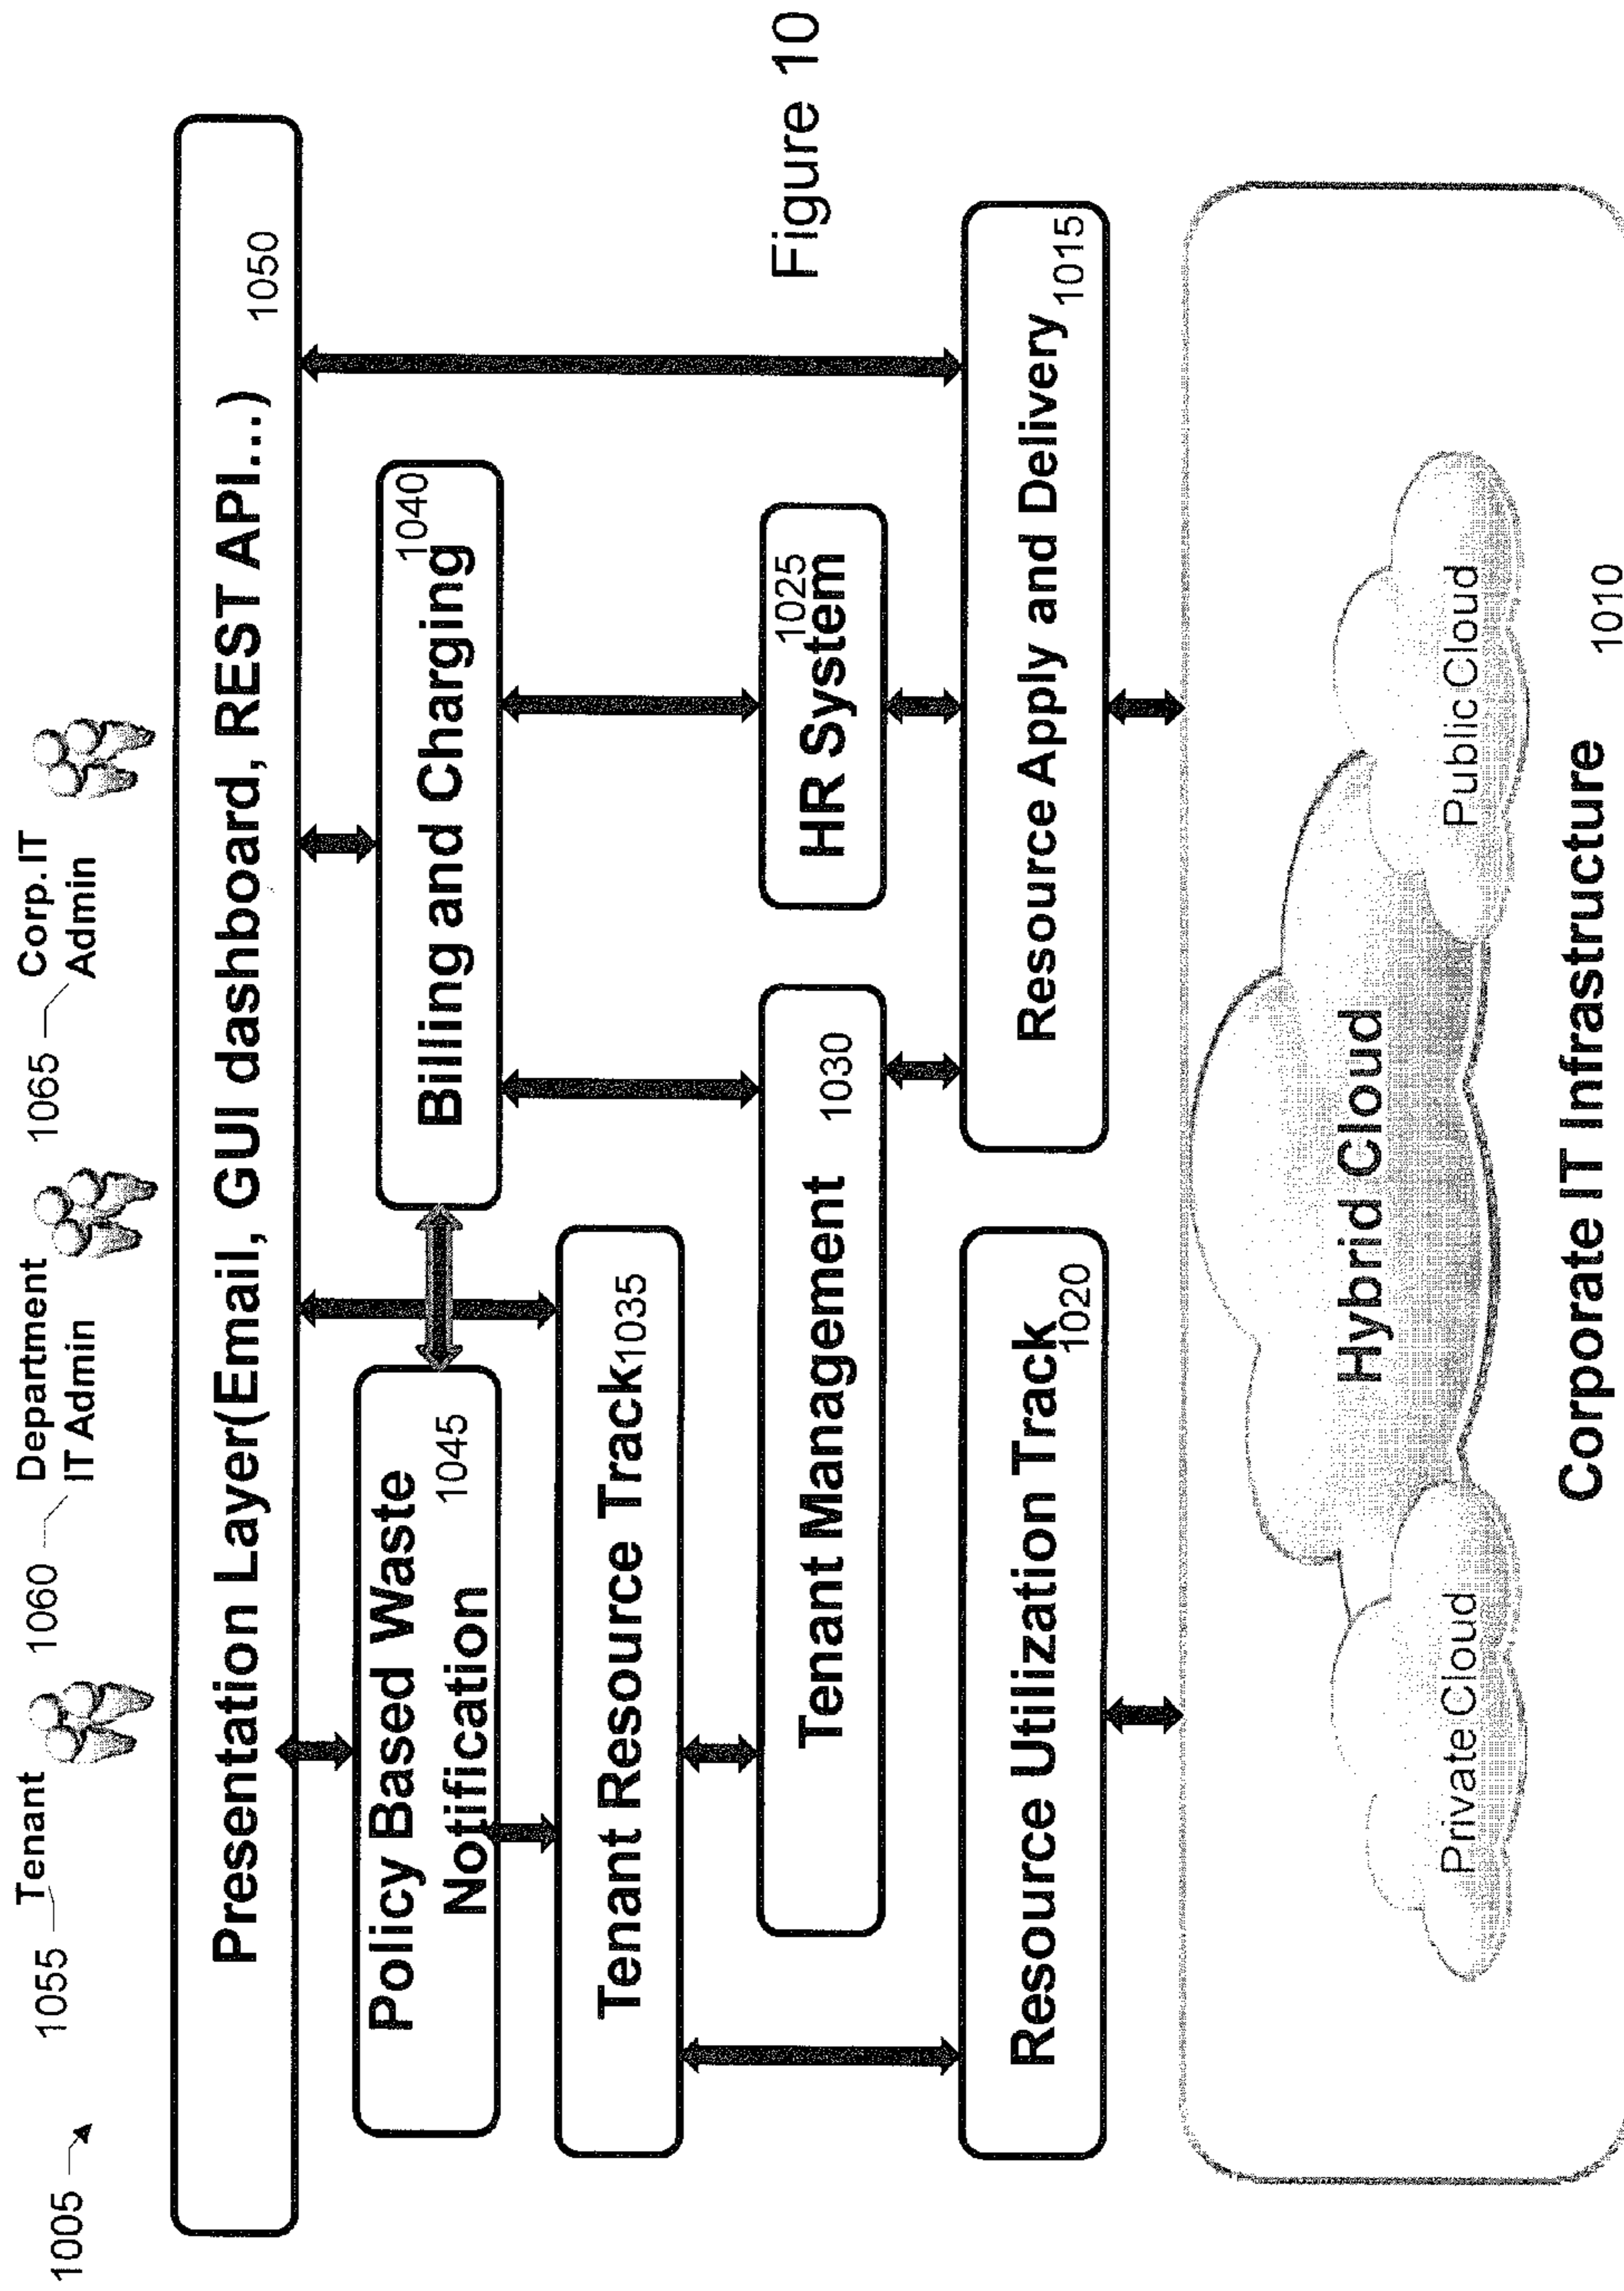 1005
1055
Tenant
1060
Department
IT Admin
1065
Corp.IT
Admin
Presentation Layer(Email, GUI dashboard, REST API...)
1050
Policy Based Waste
Notification
1045
Billing and Charging
1040
Tenant Resource Track
1035
Figure 10
Tenant Management
1030
HR System
1025
Resource Utilization Track
1020
Resource Apply and Delivery
1015
Hybrid Cloud
Private Cloud
Public Cloud
Corporate IT Infrastructure
1010